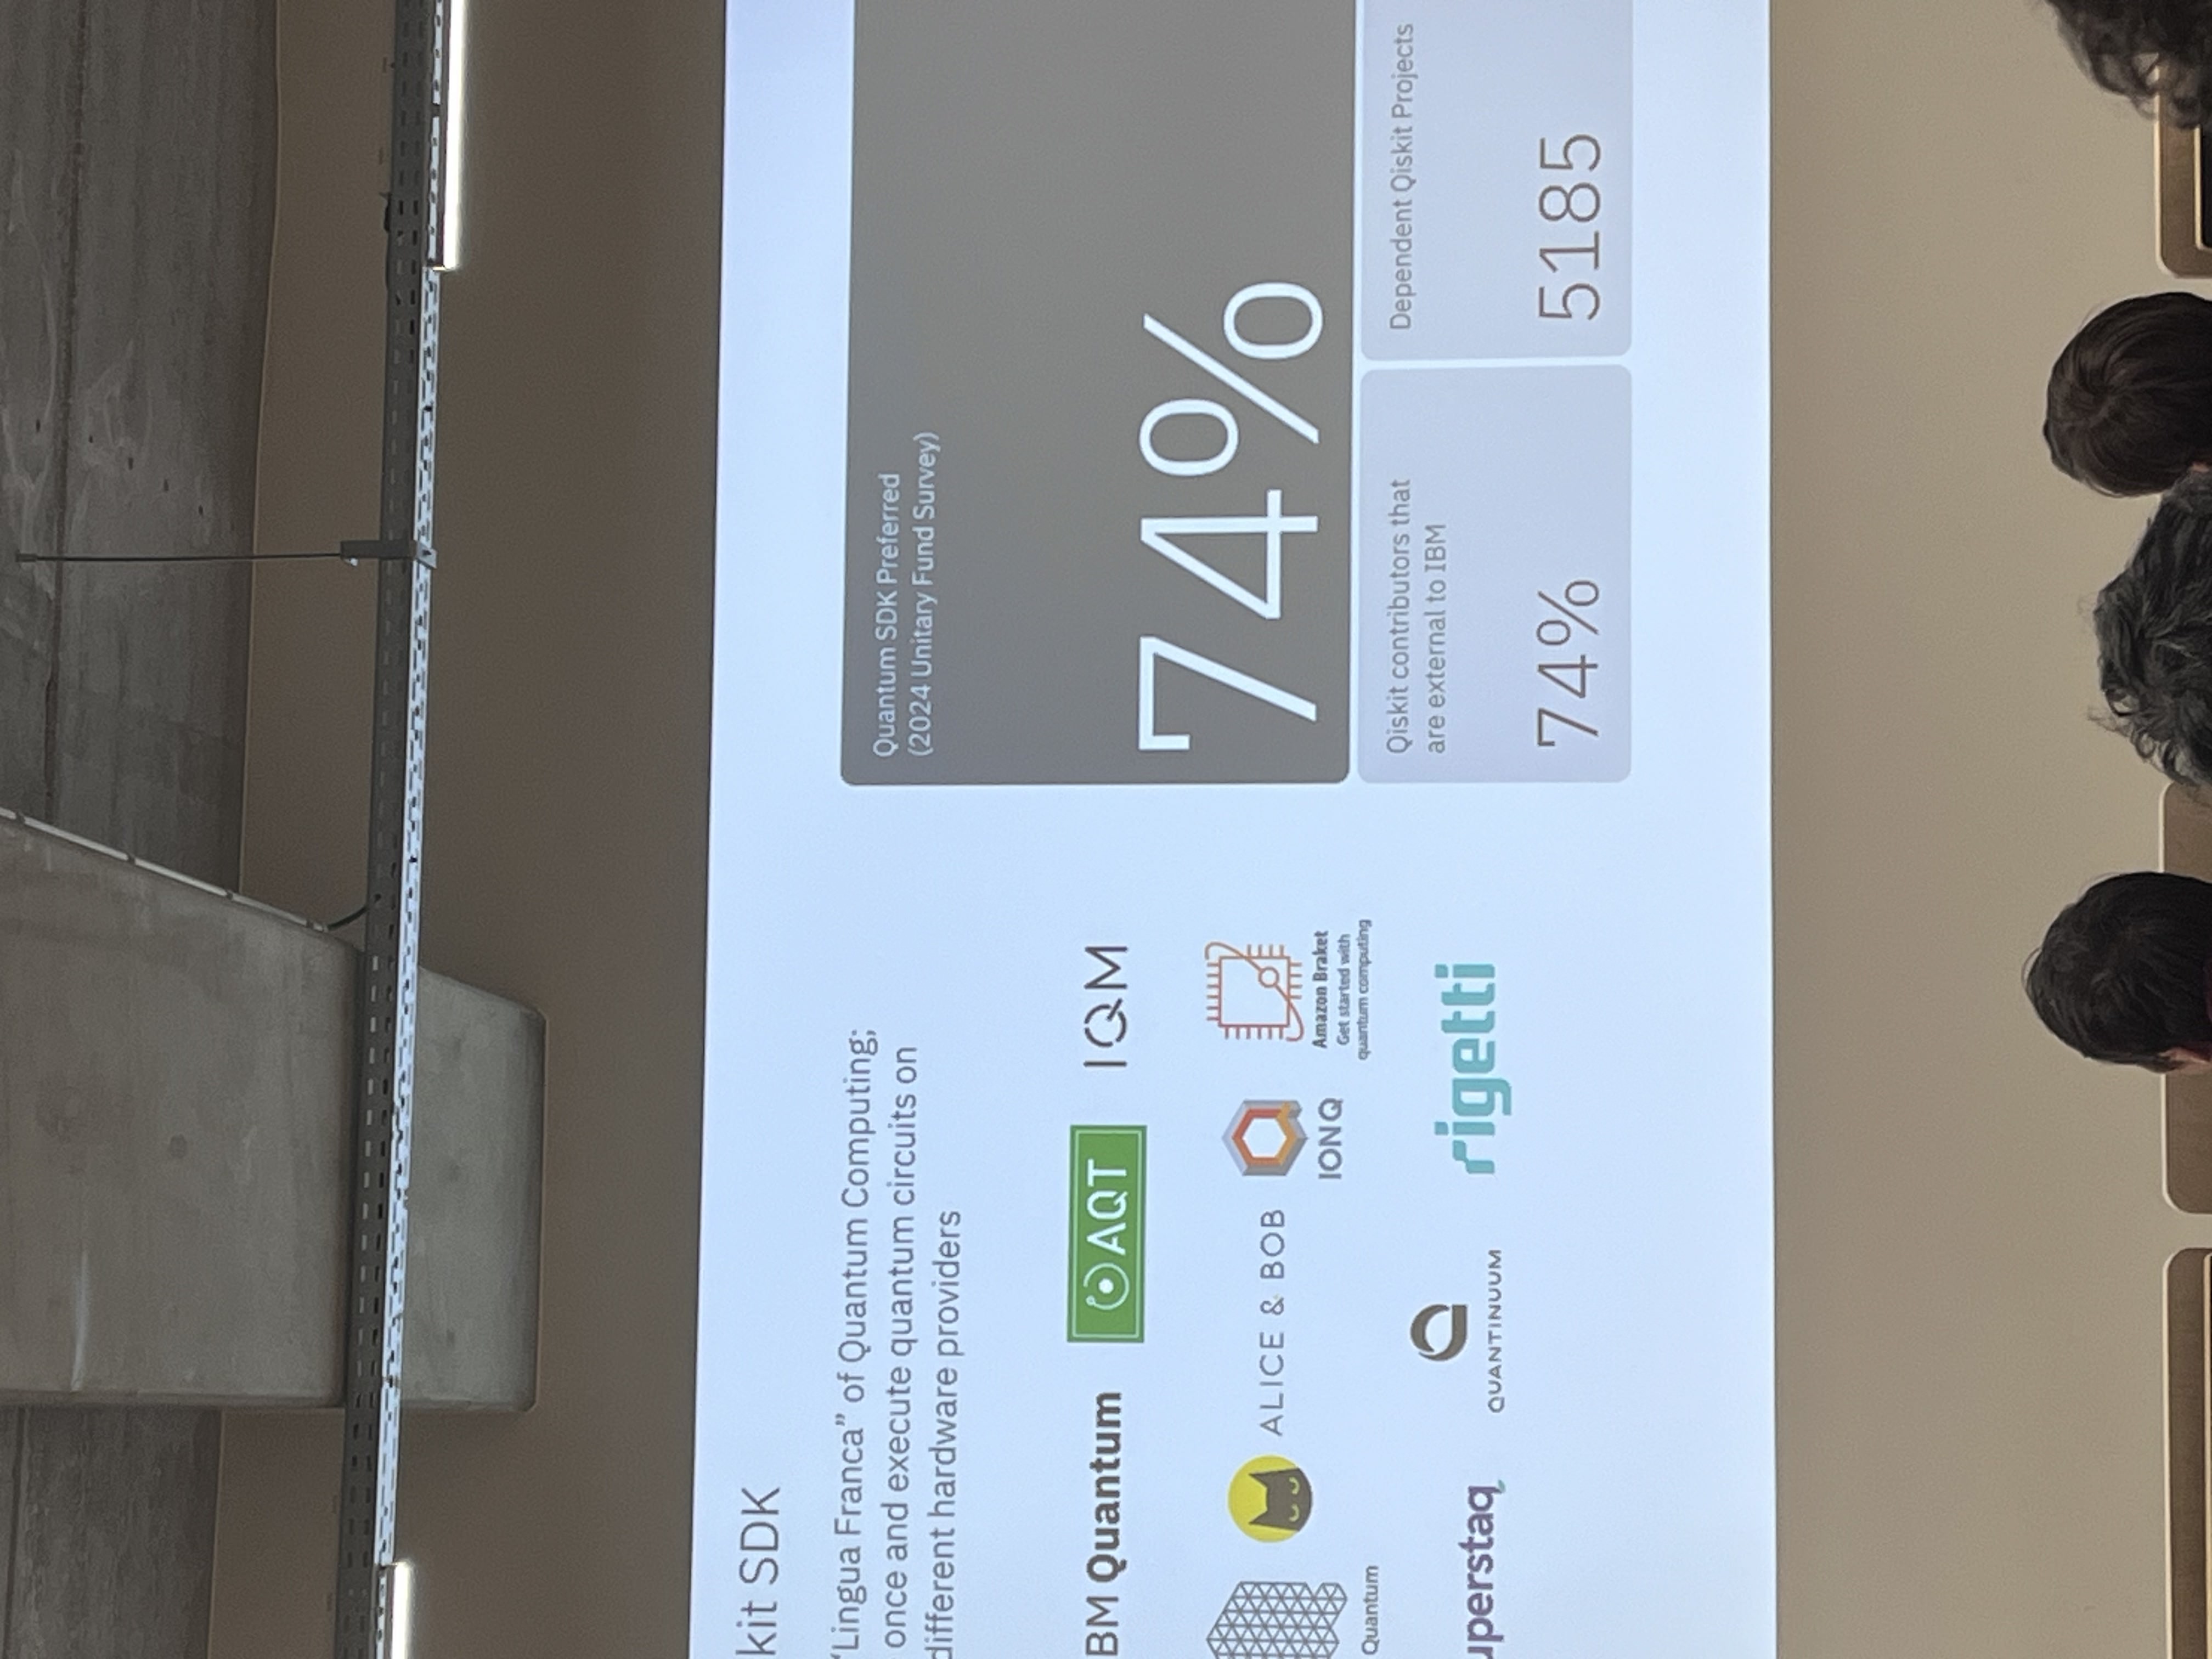 kit SDK
“Lingua Franca” of Quantum Computing;
once and execute quantum circuits on
different hardware providers
BM Quantum
AQT
IQM
Quantum
ALICE & BOB
IONQ
Amazon Braket
Get started with
quantum computing
uperstaq
QUANTINUUM
rigetti
Quantum SDK Preferred
(2024 Unitary Fund Survey)
74%
Qiskit contributors that
are external to IBM
74%
Dependent Qiskit Projects
5185